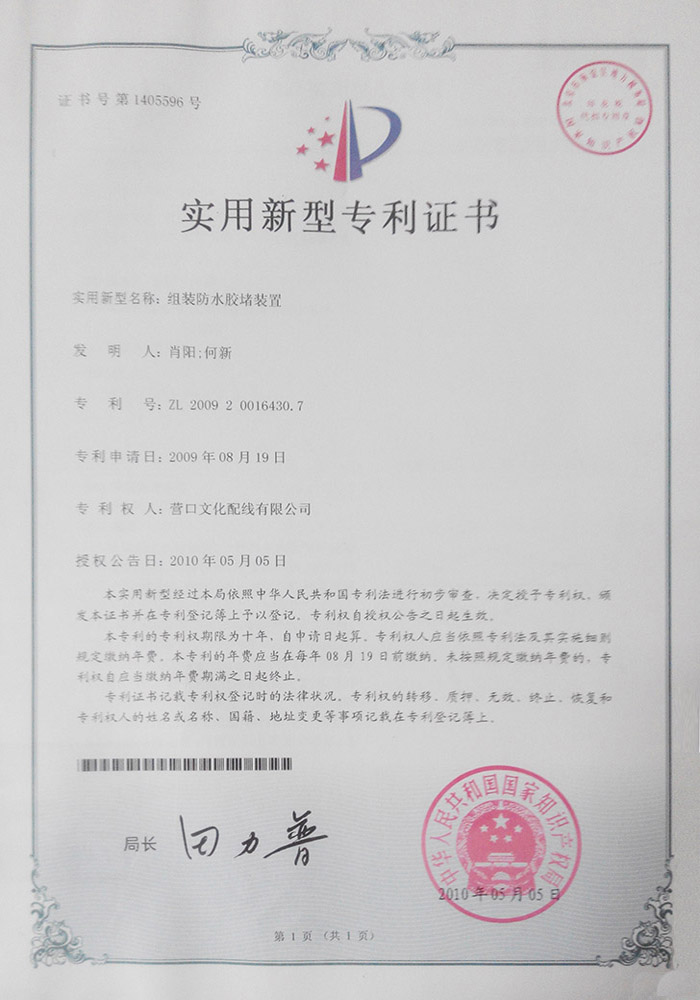 证书号第1405596号
实用新型专利证书
实用新型名称：组装防水胶堵装置
发 明 人：肖阳;何新
专 利 号：ZL 2009 2 0016430.7
专利申请日：2009年08月19日
专 利 权 人：营口文化配线有限公司
授权公告日：2010年05月05日
本实用新型经过本局依照中华人民共和国专利法进行初步审查，决定授予专利权，颁
发本证书并在专利登记簿上予以登记。专利权自授权公告之日起生效。
本专利的专利权期限为十年，自申请日起算。专利权人应当依照专利法及其实施细则
规定缴纳年费。本专利的年费应当在每年08月19日前缴纳。未按照规定缴纳年费的，专
利权自应当缴纳年费期满之日起终止。
专利证书记载专利权登记时的法律状况。专利权的转移、质押、无效、终止、恢复和
专利权人的姓名或名称、国籍、地址变更等事项记载在专利登记簿上。
局长 田力普
中华人民共和国国家知识产权局
2010年05月05日
第1页（共1页）